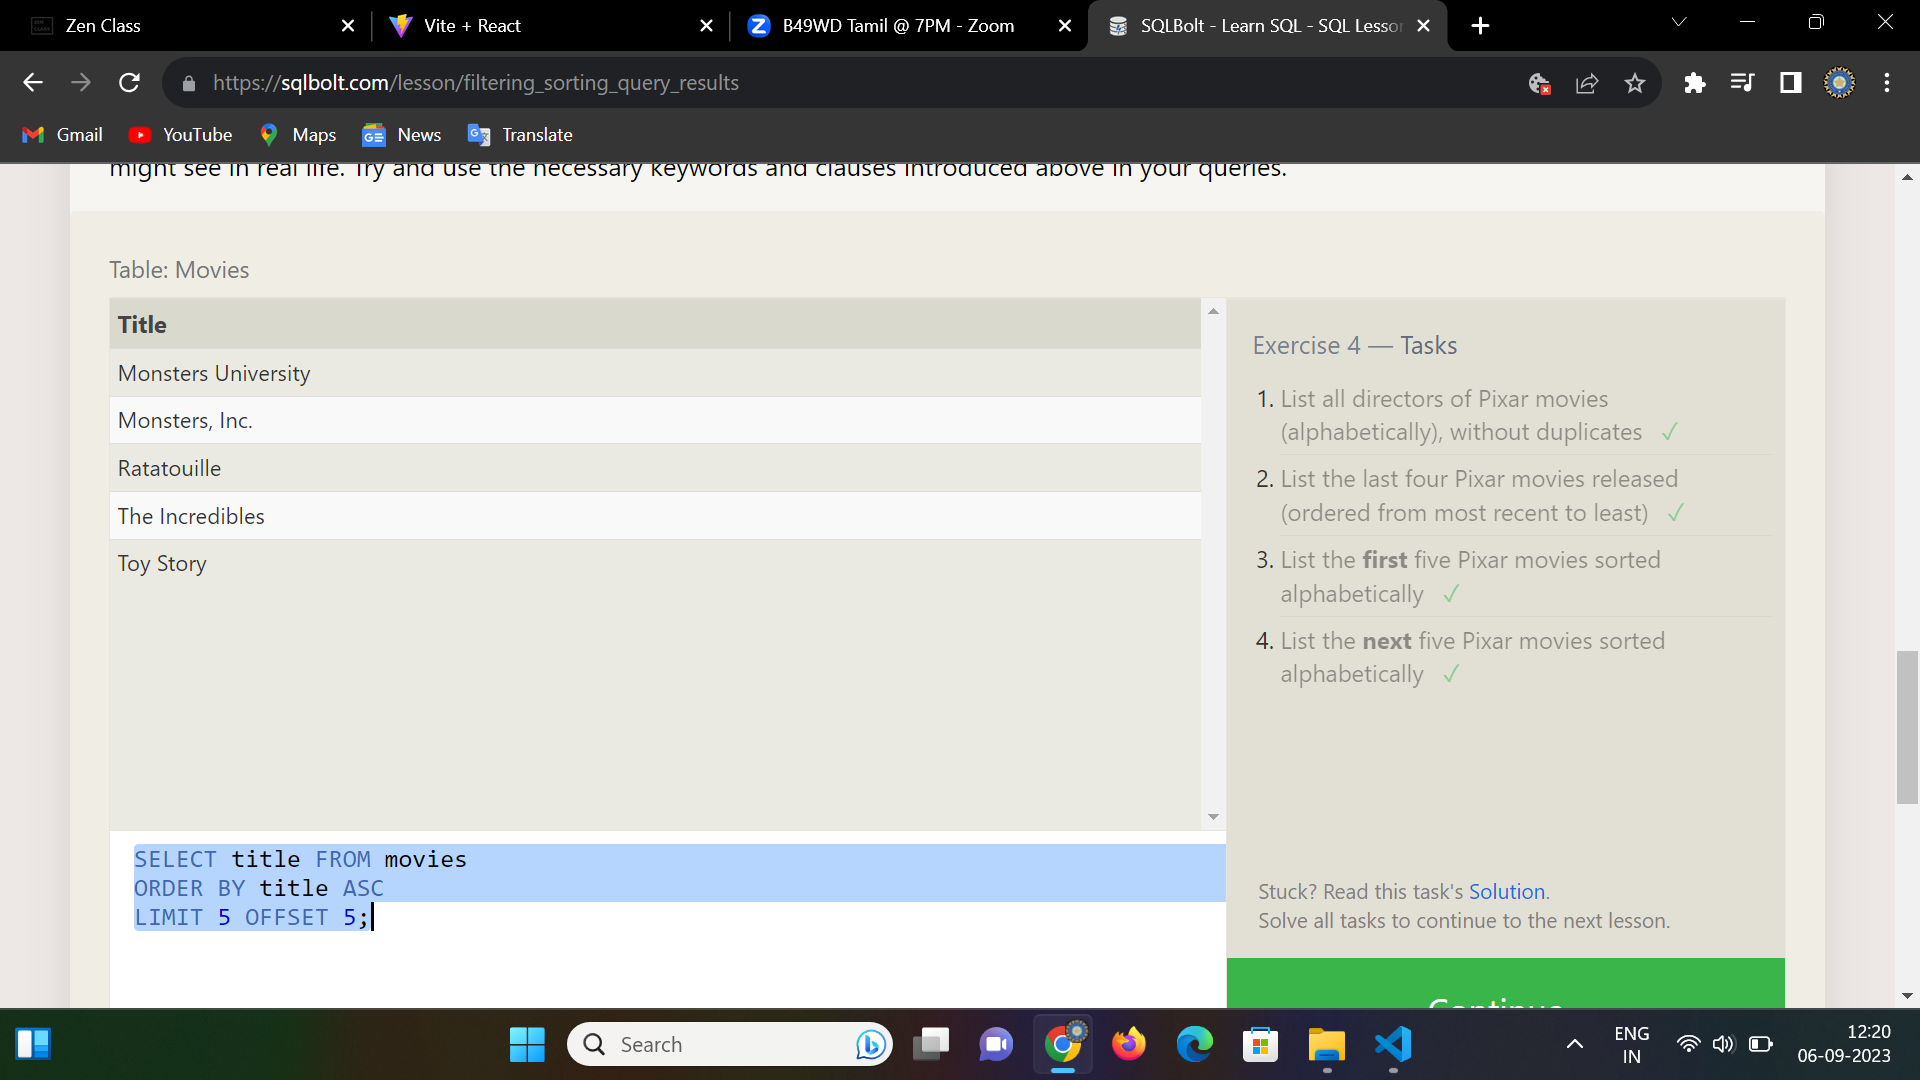 Zen Class
Vite + React
B49WD Tamil @ 7PM - Zoom
SQLBolt - Learn SQL - SQL Lesso
https://sqlbolt.com/lesson/filtering_sorting_query_results
Gmail
YouTube
Maps
News
Translate
might see in real life. Try and use the necessary keywords and clauses introduced above in your queries.
Table: Movies
Title
Monsters University
Monsters, Inc.
Ratatouille
The Incredibles
Toy Story
SELECT title FROM movies
ORDER BY title ASC
LIMIT 5 OFFSET 5;
Exercise 4 — Tasks
1. List all directors of Pixar movies
(alphabetically), without duplicates ✓
2. List the last four Pixar movies released
(ordered from most recent to least) ✓
3. List the first five Pixar movies sorted
alphabetically ✓
4. List the next five Pixar movies sorted
alphabetically ✓
Stuck? Read this task's Solution.
Solve all tasks to continue to the next lesson.
Continue
Search
ENG
IN
12:20
06-09-2023